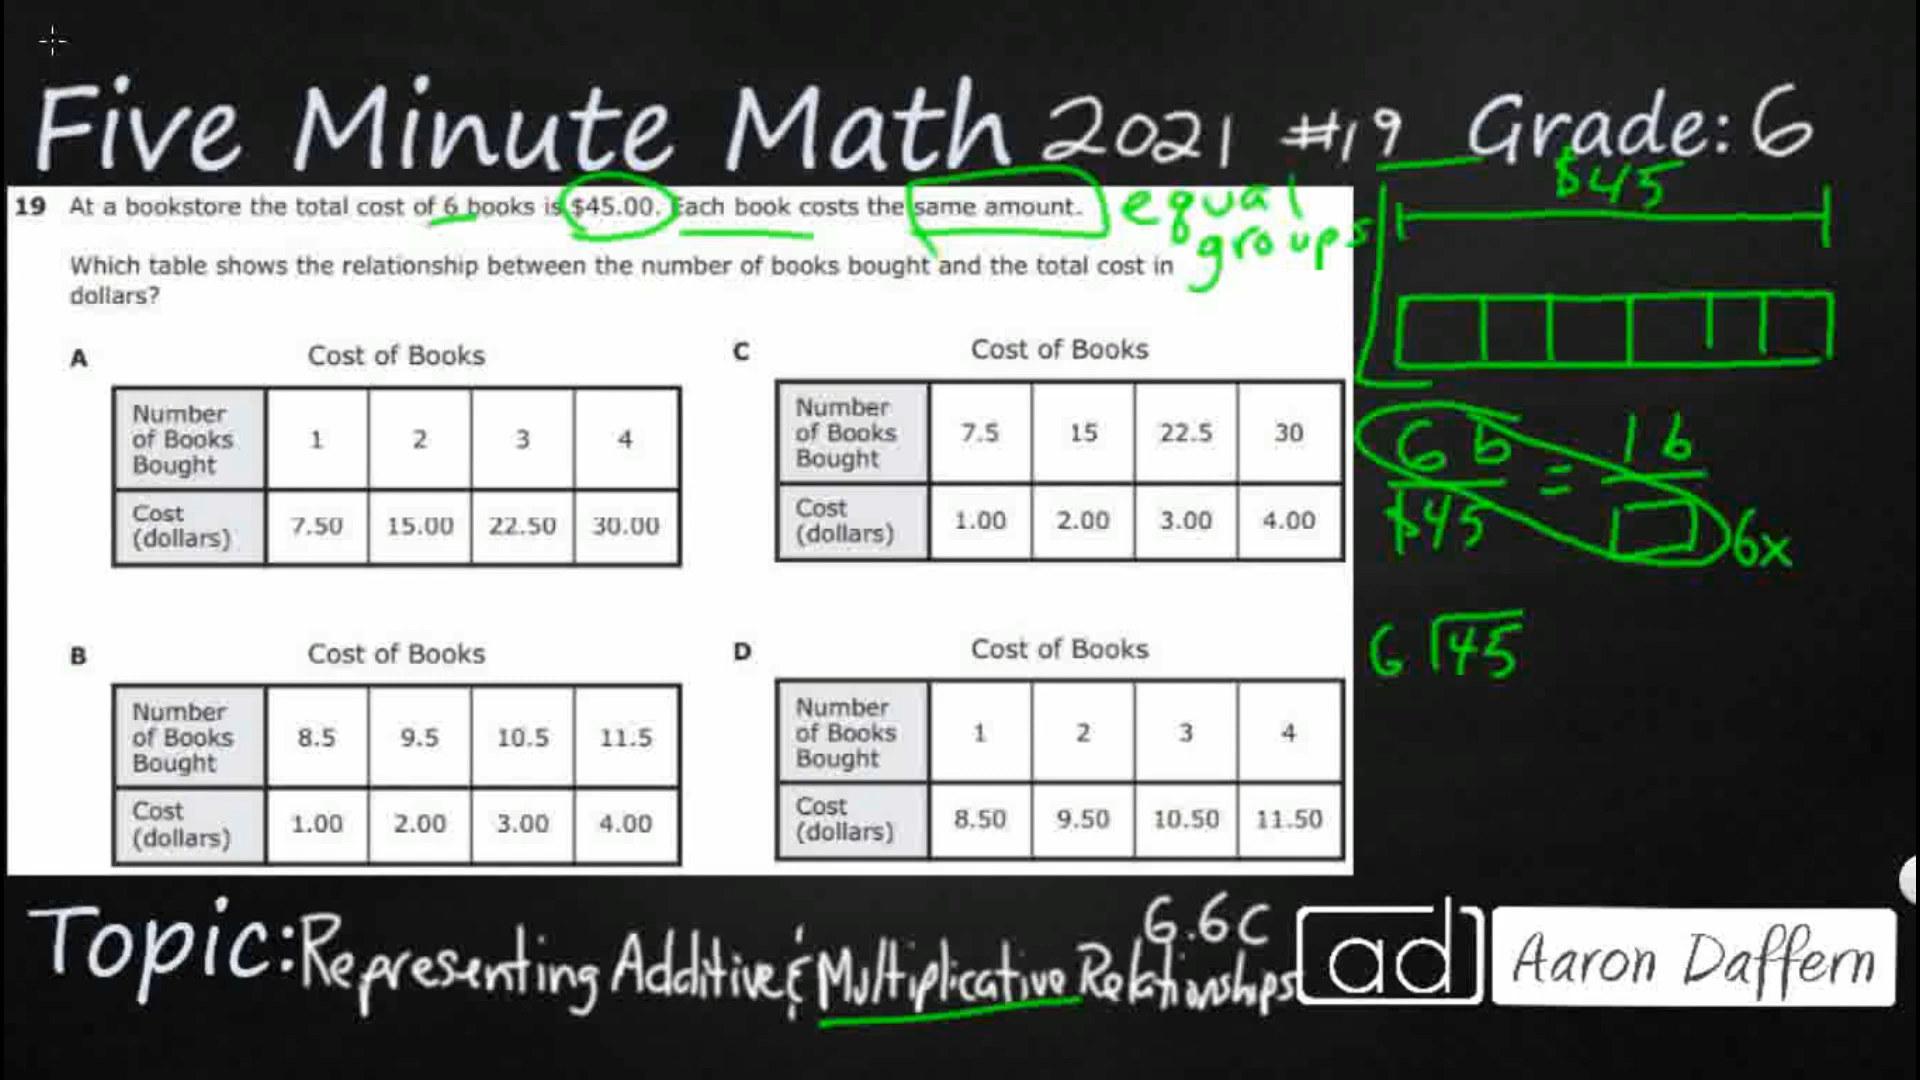 Five Minute Math 2021 #19 Grade: 6
19 At a bookstore the total cost of 6 books is $45.00. Each book costs the same amount.
equal
groups
$45
Which table shows the relationship between the number of books bought and the total cost in
dollars?
A Cost of Books
Number of Books Bought 1 2 3 4
Cost (dollars) 7.50 15.00 22.50 30.00
C Cost of Books
Number of Books Bought 7.5 15 22.5 30
Cost (dollars) 1.00 2.00 3.00 4.00
B Cost of Books
Number of Books Bought 8.5 9.5 10.5 11.5
Cost (dollars) 1.00 2.00 3.00 4.00
D Cost of Books
Number of Books Bought 1 2 3 4
Cost (dollars) 8.50 9.50 10.50 11.50
6 b = 1 b
$45 6x
6 45
Topic: Representing Additive & Multiplicative Relationships 6.6C
ad Aaron Daffern